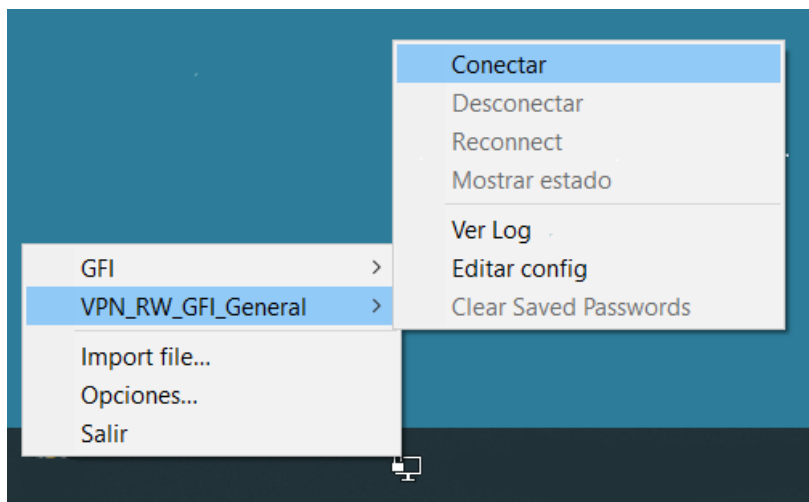 Conectar
Desconectar
Reconnect
Mostrar estado
Ver Log
Editar config
Clear Saved Passwords
GFI
VPN_RW_GFI_General
Import file...
Opciones...
Salir